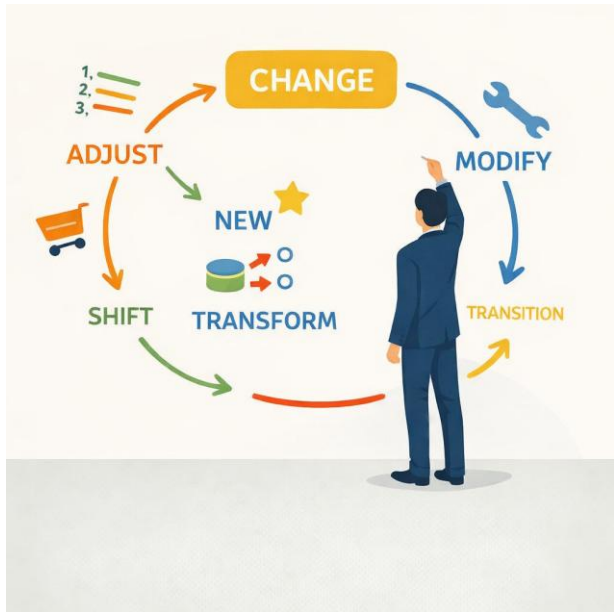 CHANGE
1,
2,
3,
ADJUST
MODIFY
NEW
SHIFT
TRANSFORM
TRANSITION